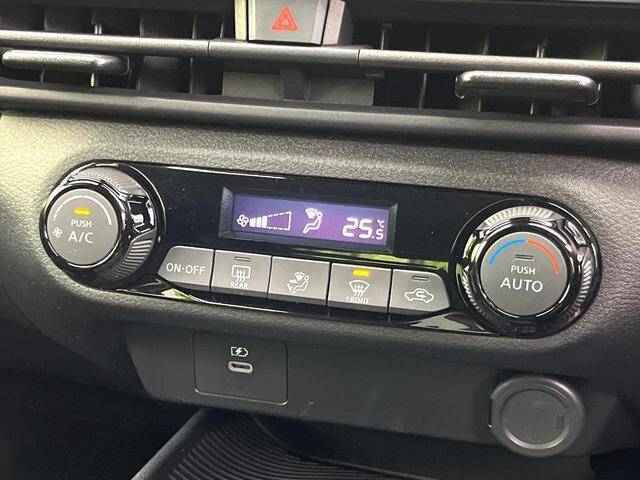 25.5°C
PUSH
A/C
ON·OFF
REAR
FRONT
PUSH
AUTO